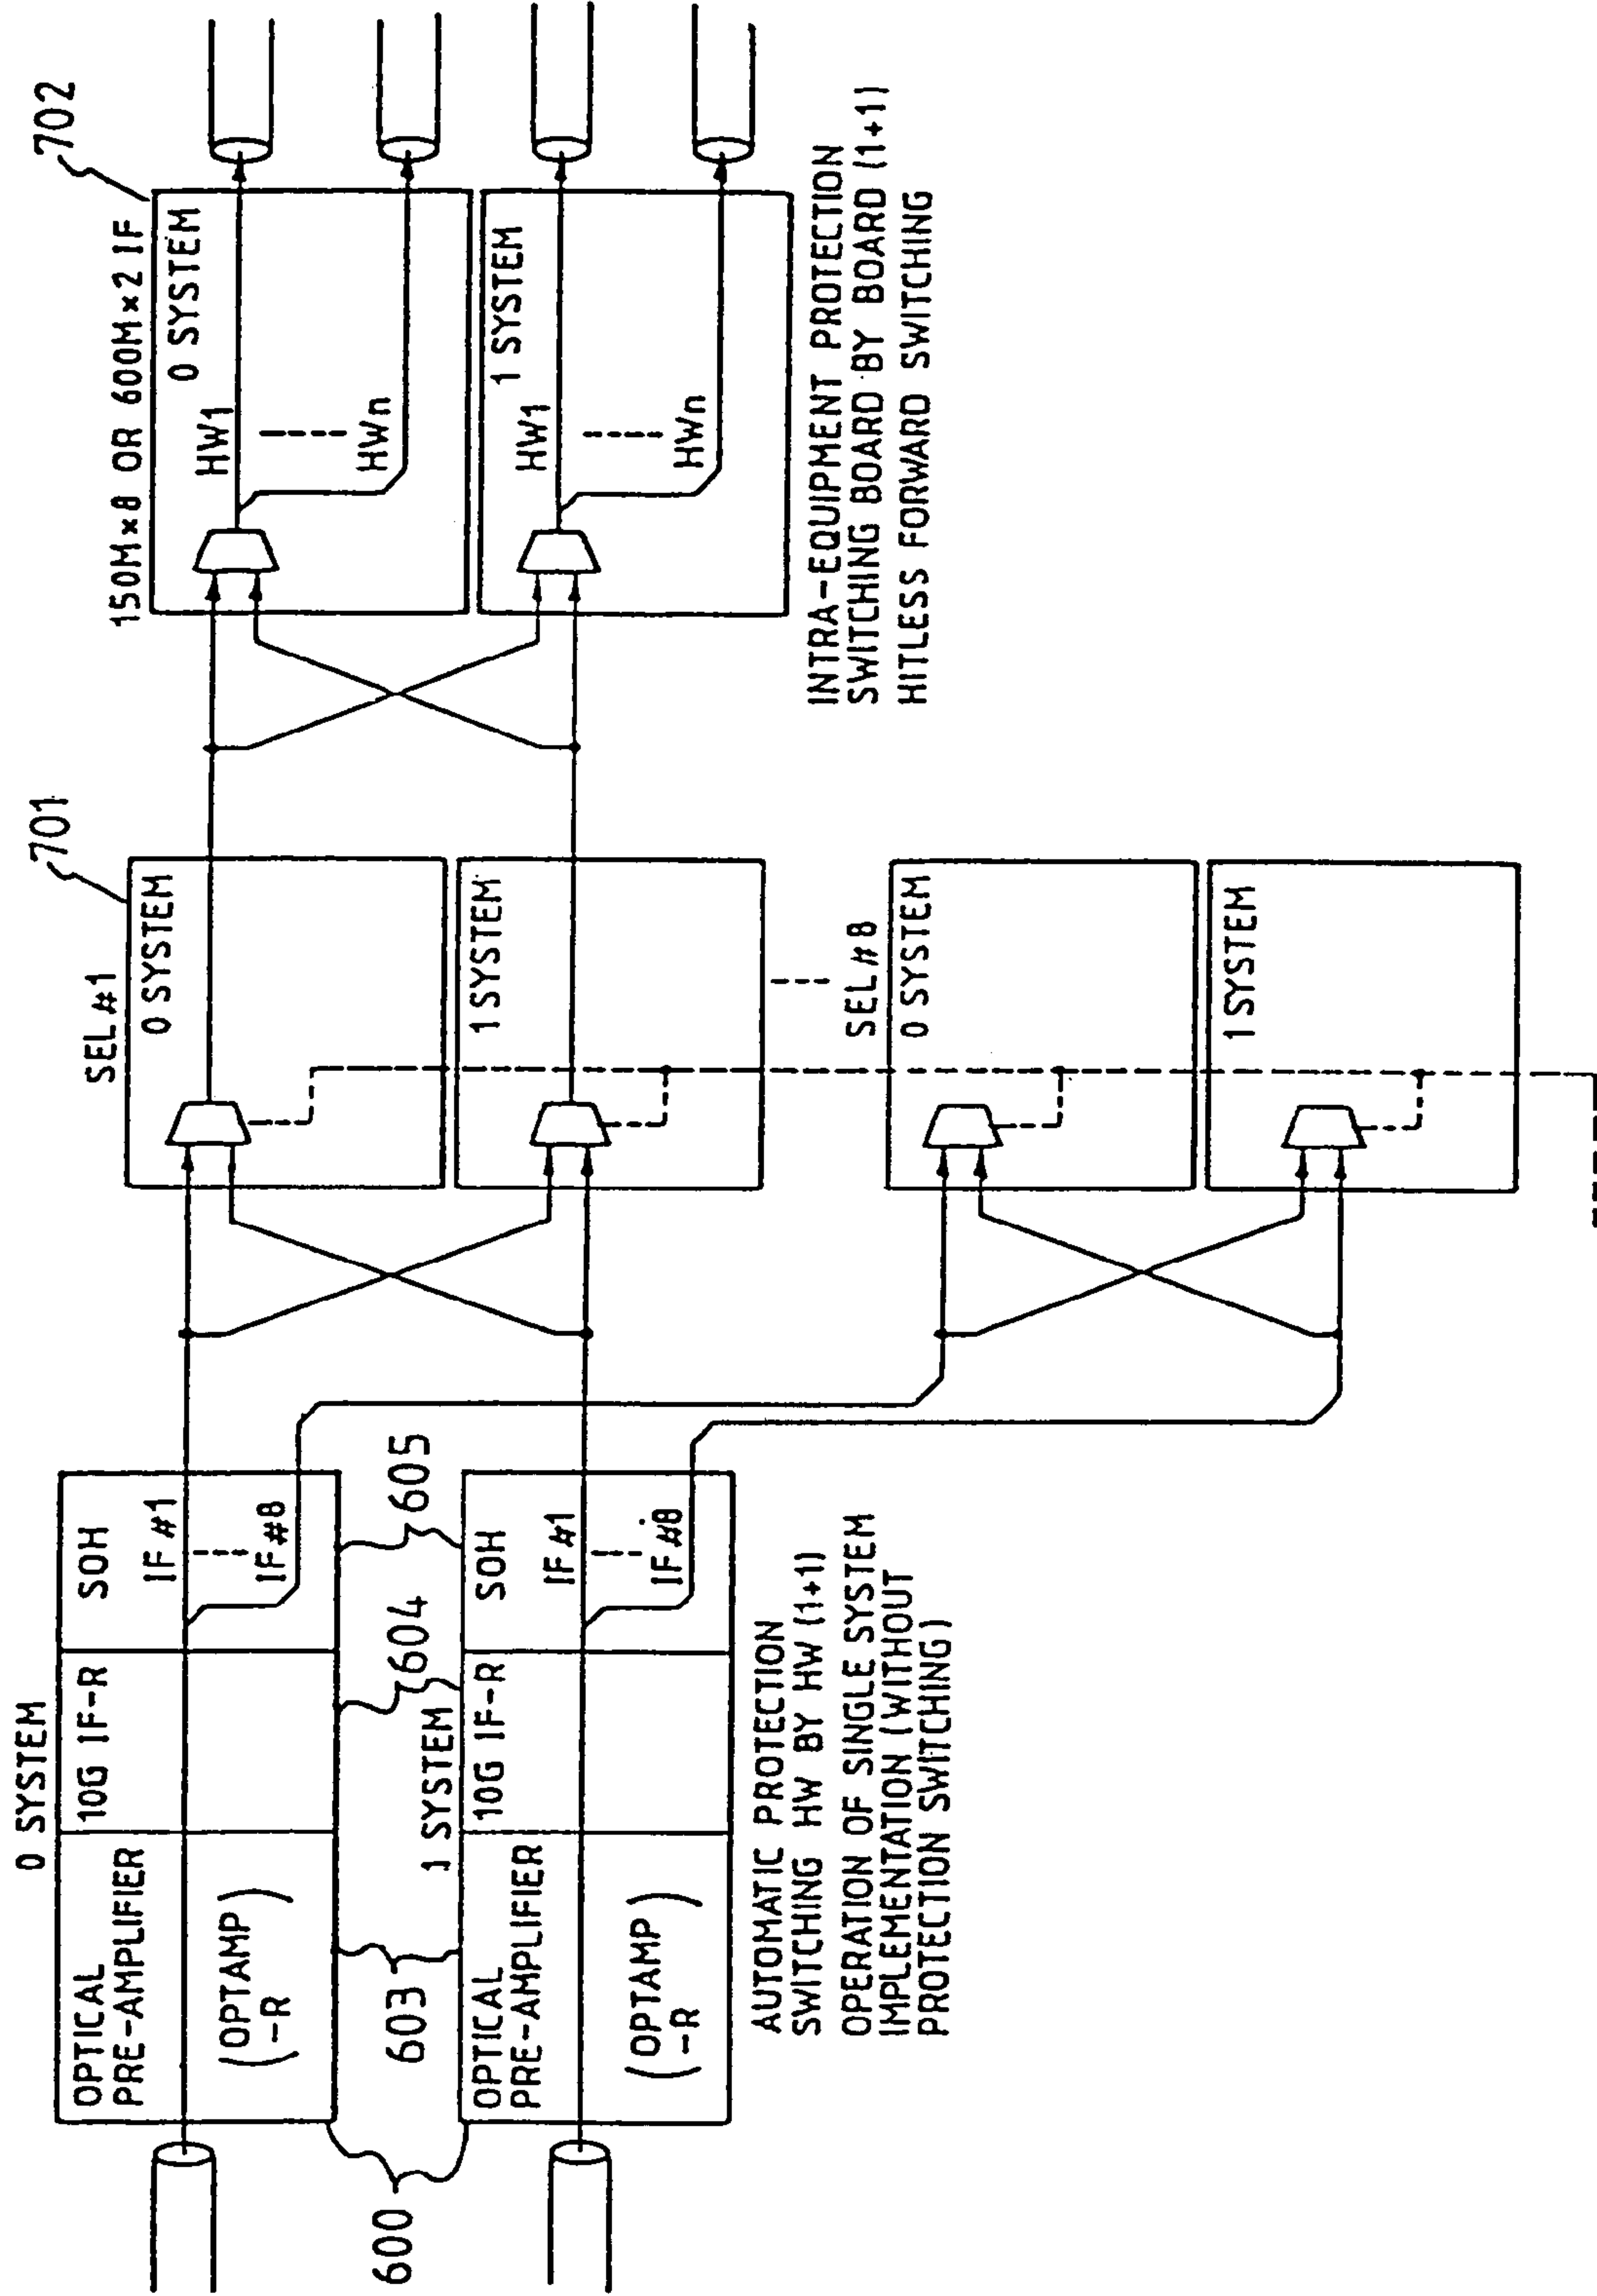 0 SYSTEM
OPTICAL
PRE-AMPLIFIER
(OPTAMP
-R)
10G IF-R
SOH
IF #1
IF #8
600
603
604
605
1 SYSTEM
OPTICAL
PRE-AMPLIFIER
(OPTAMP
-R)
10G IF-R
SOH
IF #1
IF #8
AUTOMATIC PROTECTION
SWITCHING HW BY HW (1+1)
OPERATION OF SINGLE SYSTEM
IMPLEMENTATION (WITHOUT
PROTECTION SWITCHING)
701
SEL #1
0 SYSTEM
1 SYSTEM
SEL #8
0 SYSTEM
1 SYSTEM
702
150M×8 OR 600M×2 IF
0 SYSTEM
HW1
HWn
1 SYSTEM
HW1
HWn
INTRA-EQUIPMENT PROTECTION
SWITCHING BOARD BY BOARD (1+1)
HITLESS FORWARD SWITCHING